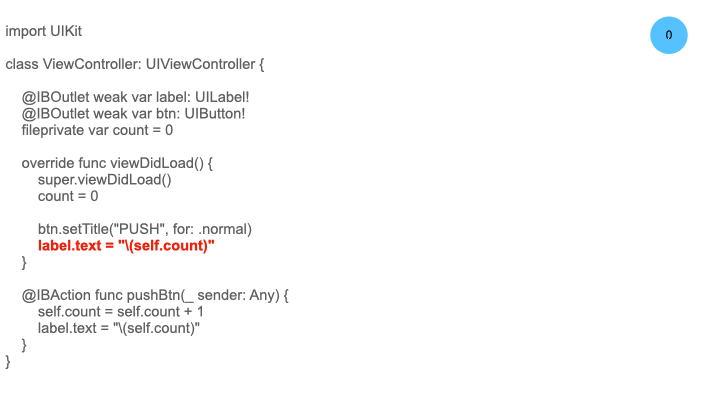 import UIKit
()
class ViewController: UIViewController {
@IBOutlet weak var label: UILabel!
@IBOutlet weak var btn: UIButton!
fileprivate var count = 0
override func viewDidLoad() {
super.viewDidLoad()
count = 0
btn.setTitle("PUSH", for: .normal)
label.text = "\(self.count)"
}
@IBAction func pushBtn(_ sender: Any) {
self.count = self.count + 1
label.text = "\(self.count)"
}
}